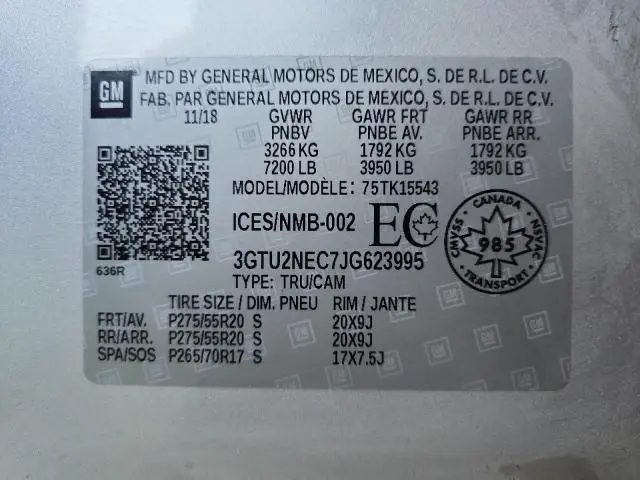 GM
MFD BY GENERAL MOTORS DE MEXICO, S. DE R.L. DE C.V.
FAB. PAR GENERAL MOTORS DE MEXICO, S. DE R.L. DE C.V.
11/18 GVWR GAWR FRT GAWR RR
PNBV PNBE AV. PNBE ARR.
3266 KG 1792 KG 1792 KG
7200 LB 3950 LB 3950 LB
MODEL/MODÈLE: 75TK15543
ICES/NMB-002 EC
CANADA
CMVSS 985 NSVAC
TRANSPORT
636R
3GTU2NEC7JG623995
TYPE: TRU/CAM
TIRE SIZE / DIM. PNEU RIM / JANTE
FRT/AV. P275/55R20 S 20X9J
RR/ARR. P275/55R20 S 20X9J
SPA/SOS P265/70R17 S 17X7.5J